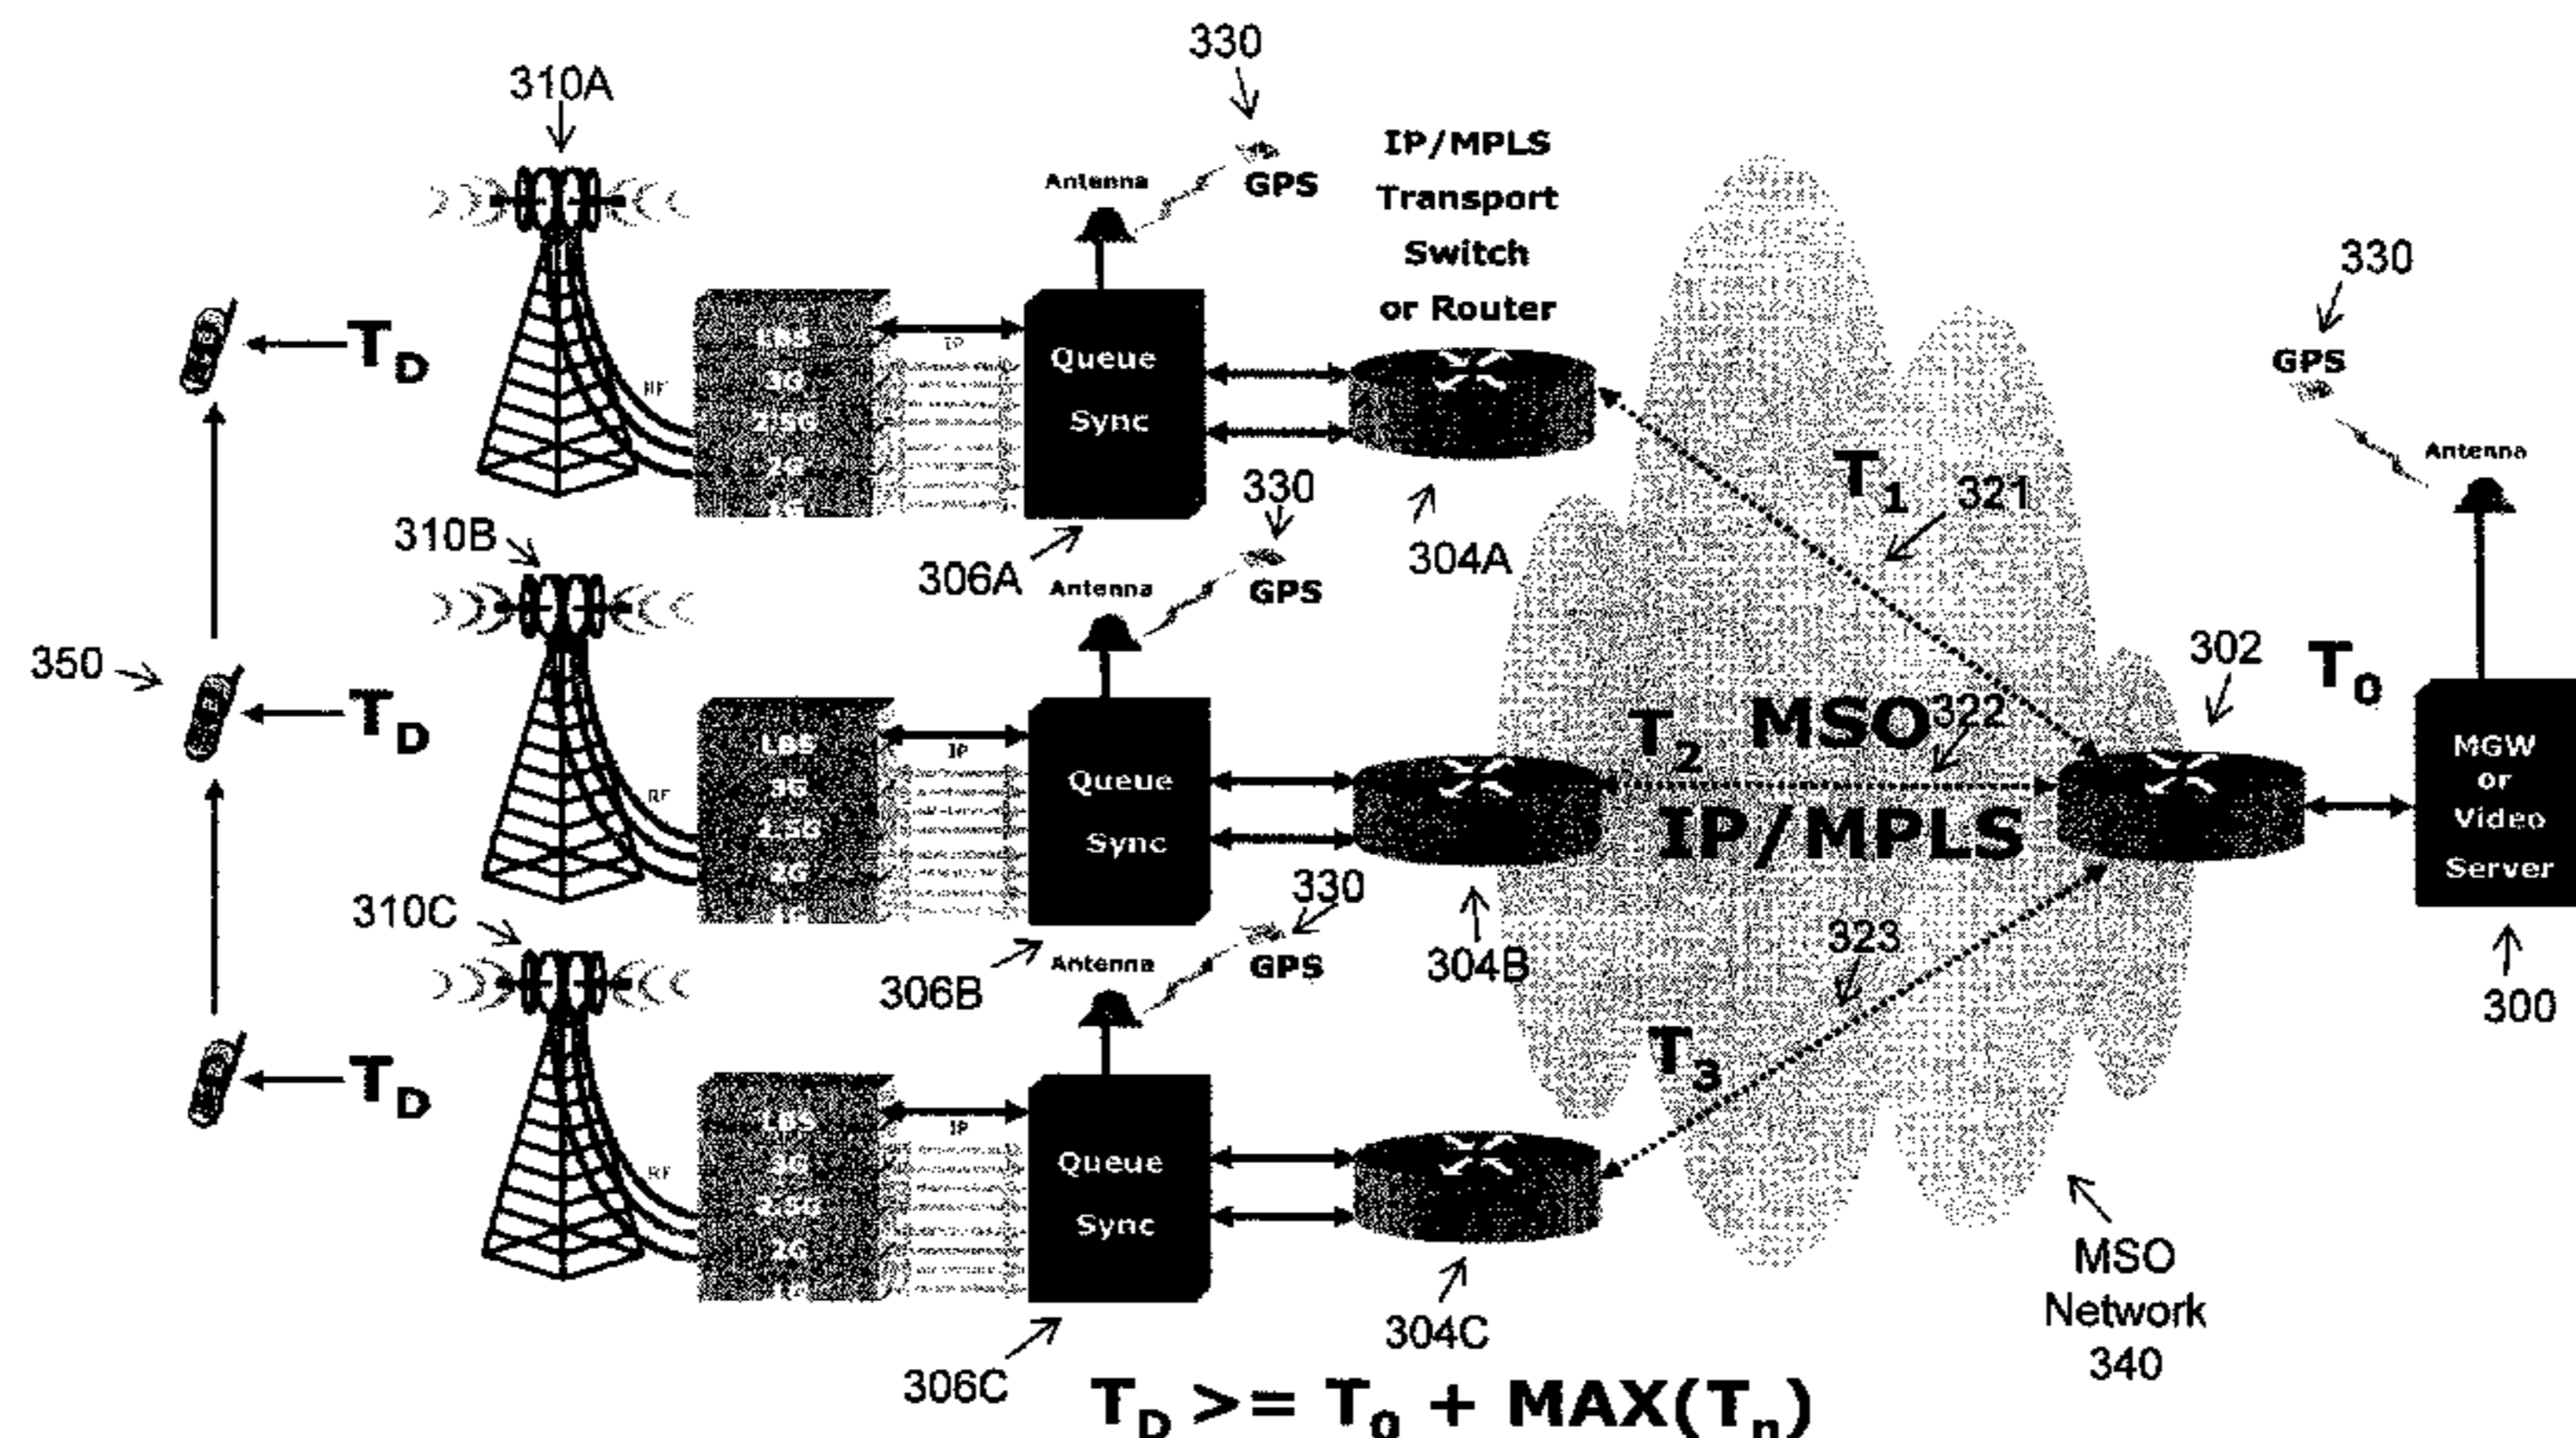 330
310A
IP/MPLS
Transport
Switch
or Router
Antenna
GPS
330
GPS
Antenna
T_D
LBS
3G
2.5G
2G
RF
IP
Queue
Sync
T_1
321
330
304A
310B
306A
Antenna
GPS
350
T_D
302
T_0
T_2
MSO
322
IP/MPLS
LBS
3G
2.5G
2G
RF
IP
Queue
Sync
MGW
or
Video
Server
330
310C
304B
323
306B
Antenna
GPS
300
T_D
T_3
LBS
3G
2.5G
2G
RF
IP
Queue
Sync
MSO
Network
340
304C
306C
T_D >= T_0 + MAX(T_n)